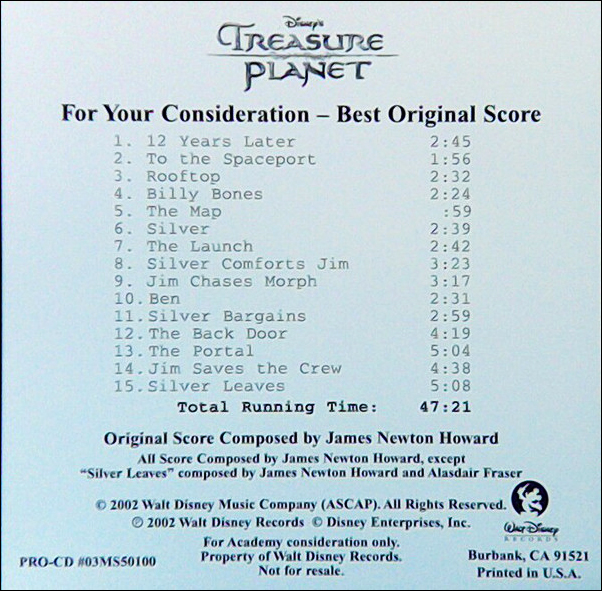 Disney's
TREASURE
PLANET
For Your Consideration – Best Original Score
1. 12 Years Later 2:45
2. To the Spaceport 1:56
3. Rooftop 2:32
4. Billy Bones 2:24
5. The Map :59
6. Silver 2:39
7. The Launch 2:42
8. Silver Comforts Jim 3:23
9. Jim Chases Morph 3:17
10. Ben 2:31
11. Silver Bargains 2:59
12. The Back Door 4:19
13. The Portal 5:04
14. Jim Saves the Crew 4:38
15. Silver Leaves 5:08
Total Running Time: 47:21
Original Score Composed by James Newton Howard
All Score Composed by James Newton Howard, except
“Silver Leaves” composed by James Newton Howard and Alasdair Fraser
© 2002 Walt Disney Music Company (ASCAP). All Rights Reserved.
℗ 2002 Walt Disney Records © Disney Enterprises, Inc.
Walt Disney
RECORDS
For Academy consideration only.
Property of Walt Disney Records.
Not for resale.
PRO-CD #03MS50100
Burbank, CA 91521
Printed in U.S.A.